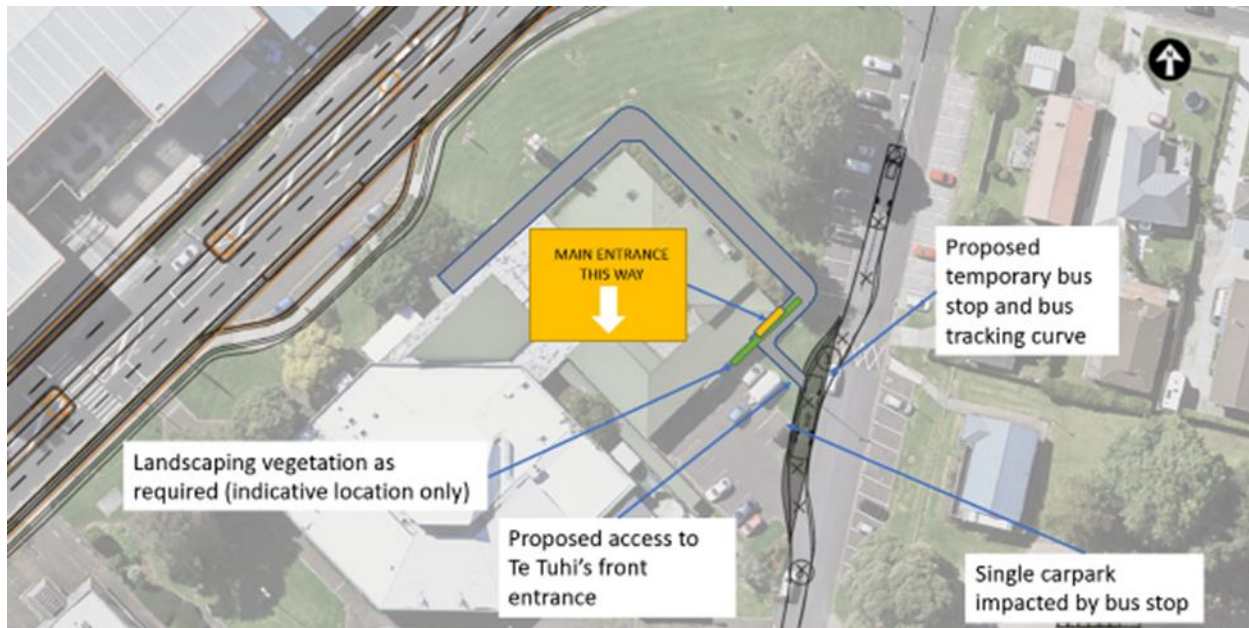 N
MAIN ENTRANCE
THIS WAY
Proposed
temporary bus
stop and bus
tracking curve
Landscaping vegetation as
required (indicative location only)
Proposed access to
Te Tuhi's front
entrance
Single carpark
impacted by bus stop